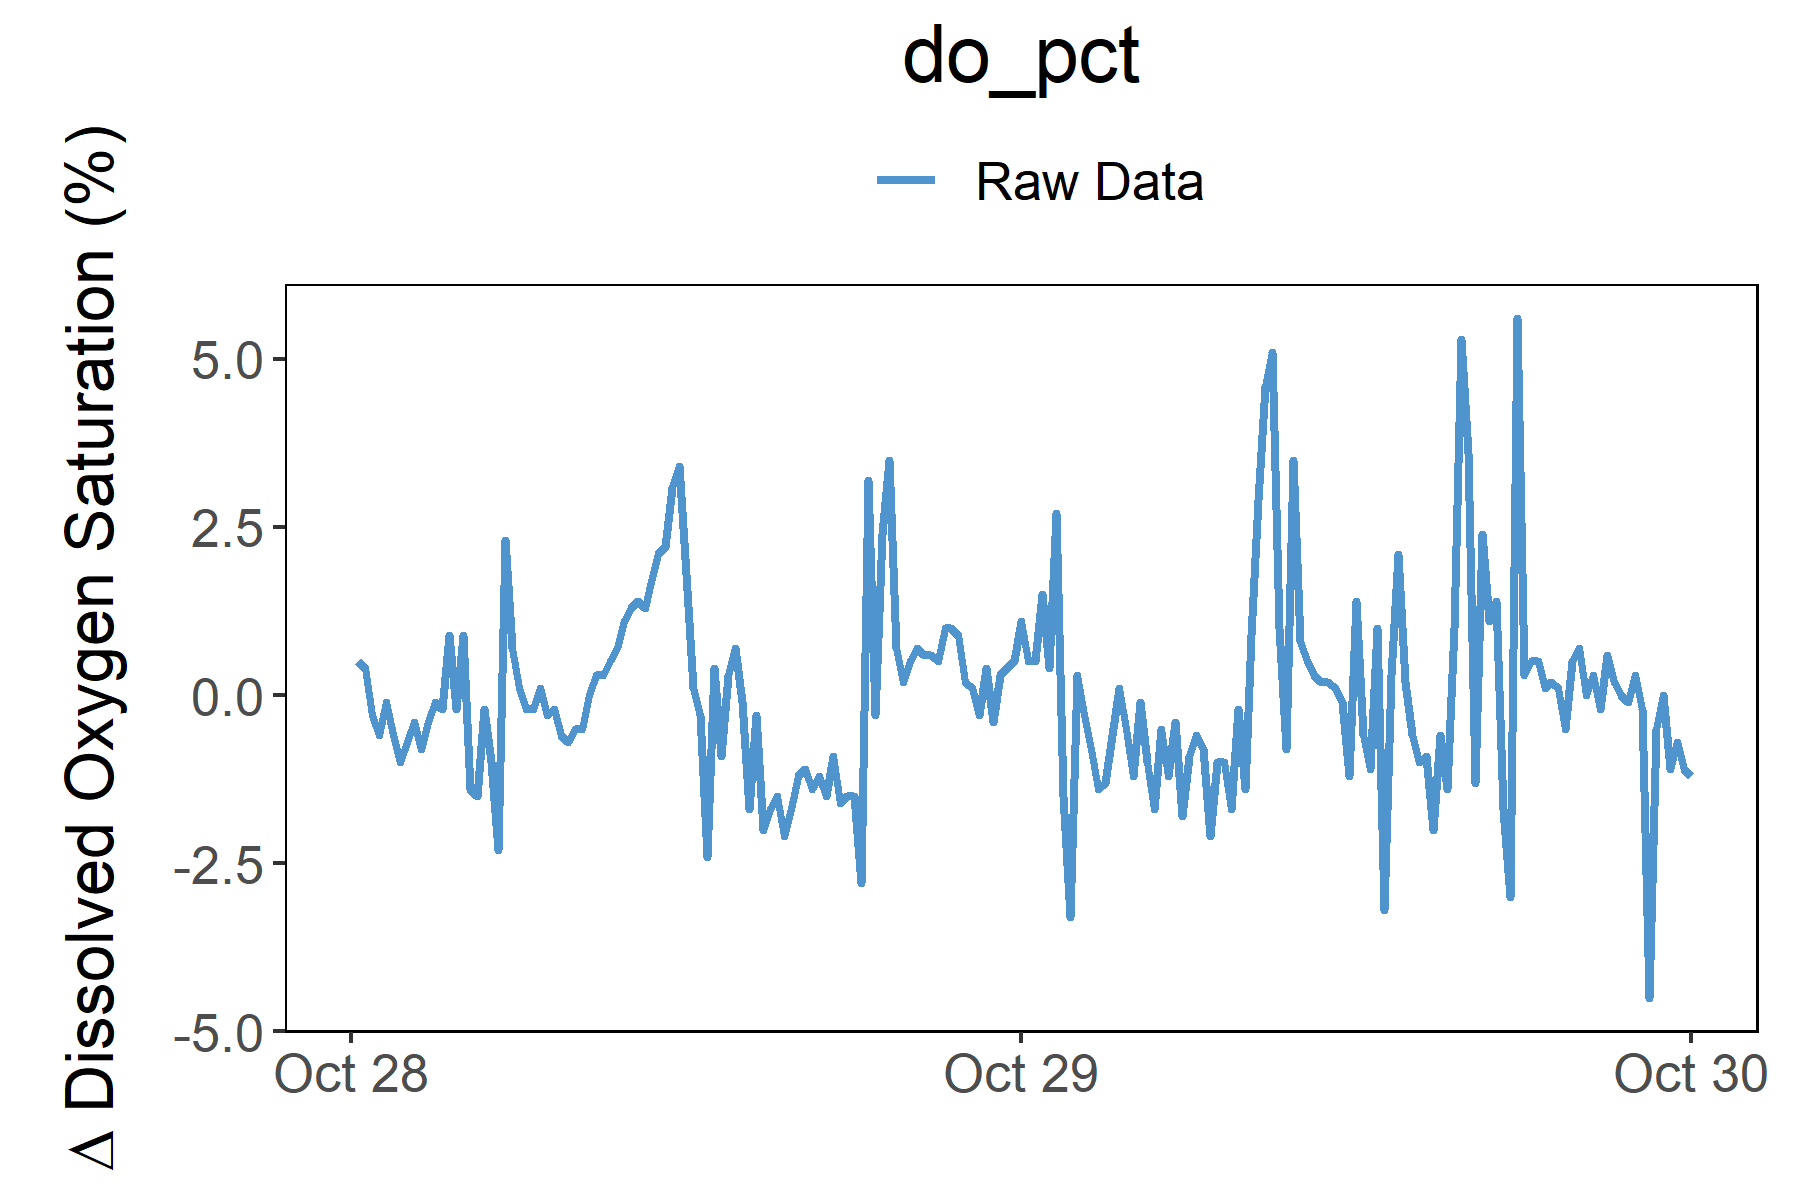 do_pct
Raw Data
Δ Dissolved Oxygen Saturation (%)
5.0
2.5
0.0
-2.5
-5.0
Oct 28
Oct 29
Oct 30